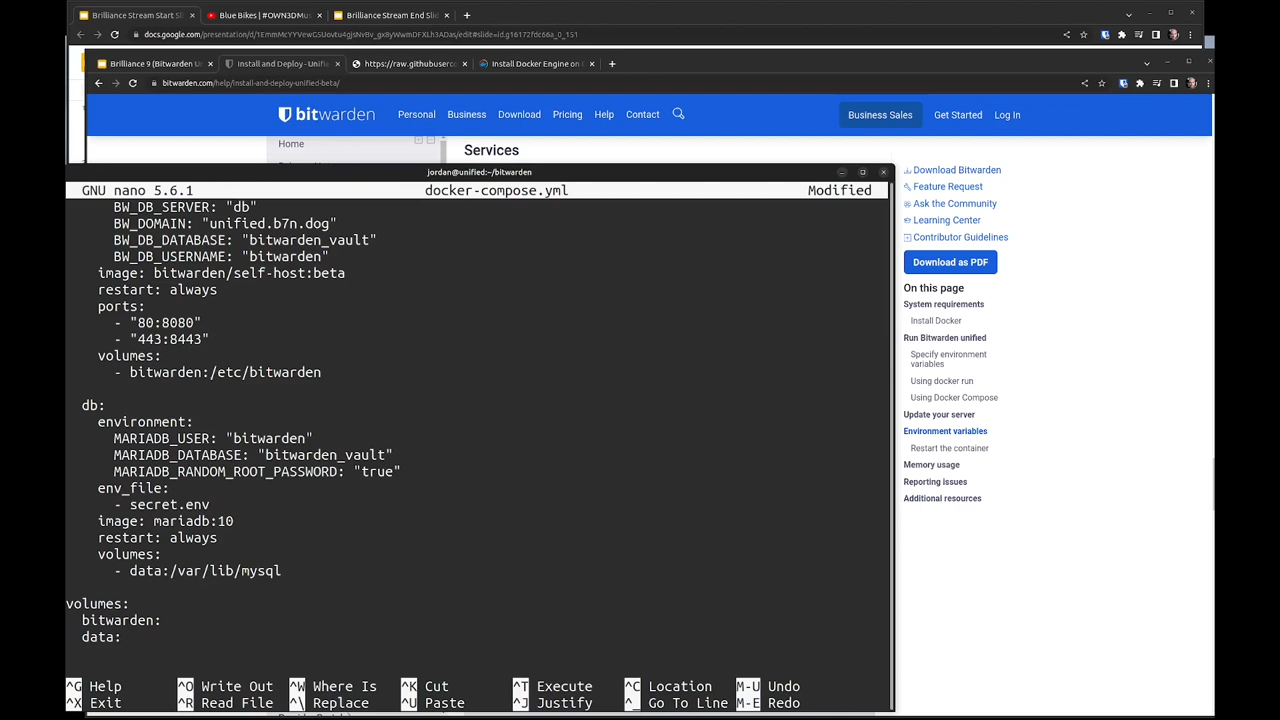 Brilliance Stream Start Sl
Blue Bikes | #OWN3DMus
Brilliance Stream End Slid
docs.google.com/presentation/d/1EmmMcYYVewGSUovtu4gjsNvBv_gx8yWwmDFXLh3ADas/edit#slide=id.g16172fdc66a_0_151
Brilliance 9 (Bitwarden Un
Install and Deploy - Unifie
https://raw.githubuserco
Install Docker Engine on C
bitwarden.com/help/install-and-deploy-unified-beta/
bitwarden
Personal
Business
Download
Pricing
Help
Contact
Business Sales
Get Started
Log In
Home
Services
jordan@unified:~/bitwarden
GNU nano 5.6.1 docker-compose.yml Modified
BW_DB_SERVER: "db"
BW_DOMAIN: "unified.b7n.dog"
BW_DB_DATABASE: "bitwarden_vault"
BW_DB_USERNAME: "bitwarden"
image: bitwarden/self-host:beta
restart: always
ports:
- "80:8080"
- "443:8443"
volumes:
- bitwarden:/etc/bitwarden
db:
environment:
MARIADB_USER: "bitwarden"
MARIADB_DATABASE: "bitwarden_vault"
MARIADB_RANDOM_ROOT_PASSWORD: "true"
env_file:
- secret.env
image: mariadb:10
restart: always
volumes:
- data:/var/lib/mysql
volumes:
bitwarden:
data:
^G Help ^O Write Out ^W Where Is ^K Cut ^T Execute ^C Location M-U Undo
^X Exit ^R Read File ^\ Replace ^U Paste ^J Justify ^_ Go To Line M-E Redo
Download Bitwarden
Feature Request
Ask the Community
Learning Center
Contributor Guidelines
Download as PDF
On this page
System requirements
Install Docker
Run Bitwarden unified
Specify environment
variables
Using docker run
Using Docker Compose
Update your server
Environment variables
Restart the container
Memory usage
Reporting issues
Additional resources